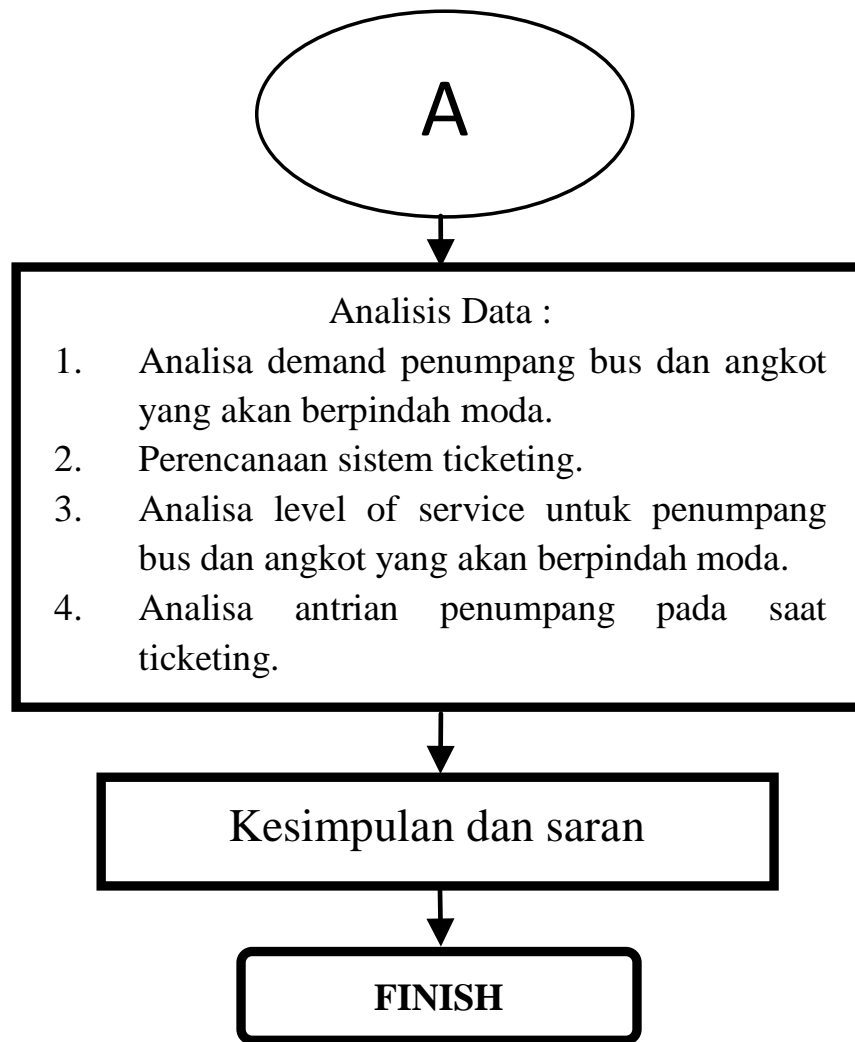 A
Analisis Data :
1. Analisa demand penumpang bus dan angkot
yang akan berpindah moda.
2. Perencanaan sistem ticketing.
3. Analisa level of service untuk penumpang
bus dan angkot yang akan berpindah moda.
4. Analisa antrian penumpang pada saat
ticketing.
Kesimpulan dan saran
FINISH